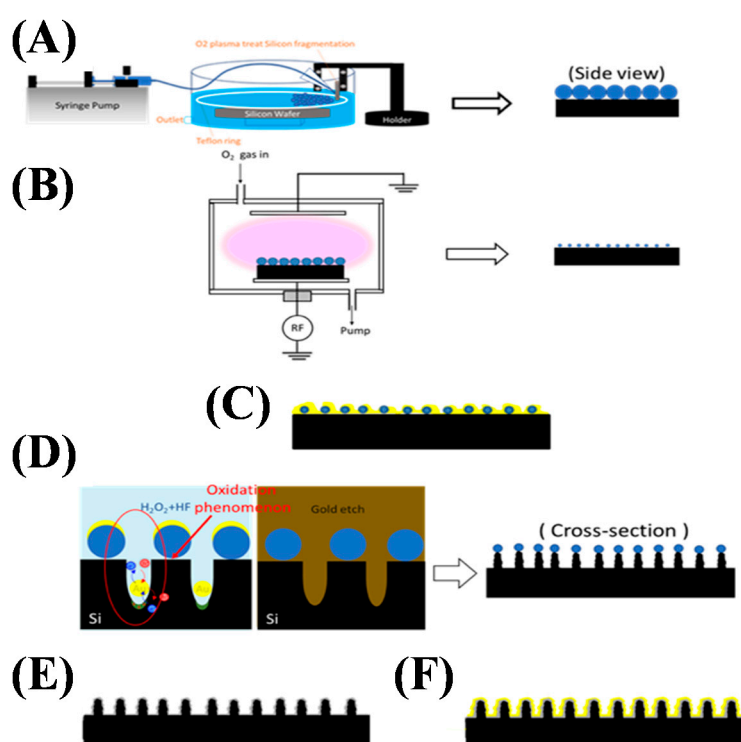 (A)
O2 plasma treat Silicon fragmentation
Syringe Pump
Silicon Wafer
Outlet
Teflon ring
Holder
(Side view)
(B)
O₂ gas in
RF
Pump
(C)
(D)
H₂O₂+HF
Oxidation
phenomenon
Gold etch
Si
Si
( Cross-section )
(E)
(F)